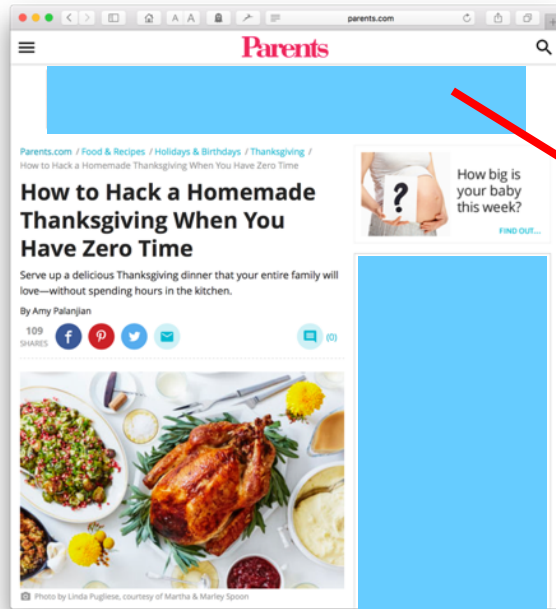 A A
parents.com
Parents
Parents.com / Food & Recipes / Holidays & Birthdays / Thanksgiving /
How to Hack a Homemade Thanksgiving When You Have Zero Time
How to Hack a Homemade
Thanksgiving When You
Have Zero Time
Serve up a delicious Thanksgiving dinner that your entire family will
love—without spending hours in the kitchen.
By Amy Palanjian
109
SHARES
(0)
Photo by Linda Pugliese, courtesy of Martha & Marley Spoon
?
How big is
your baby
this week?
FIND OUT...